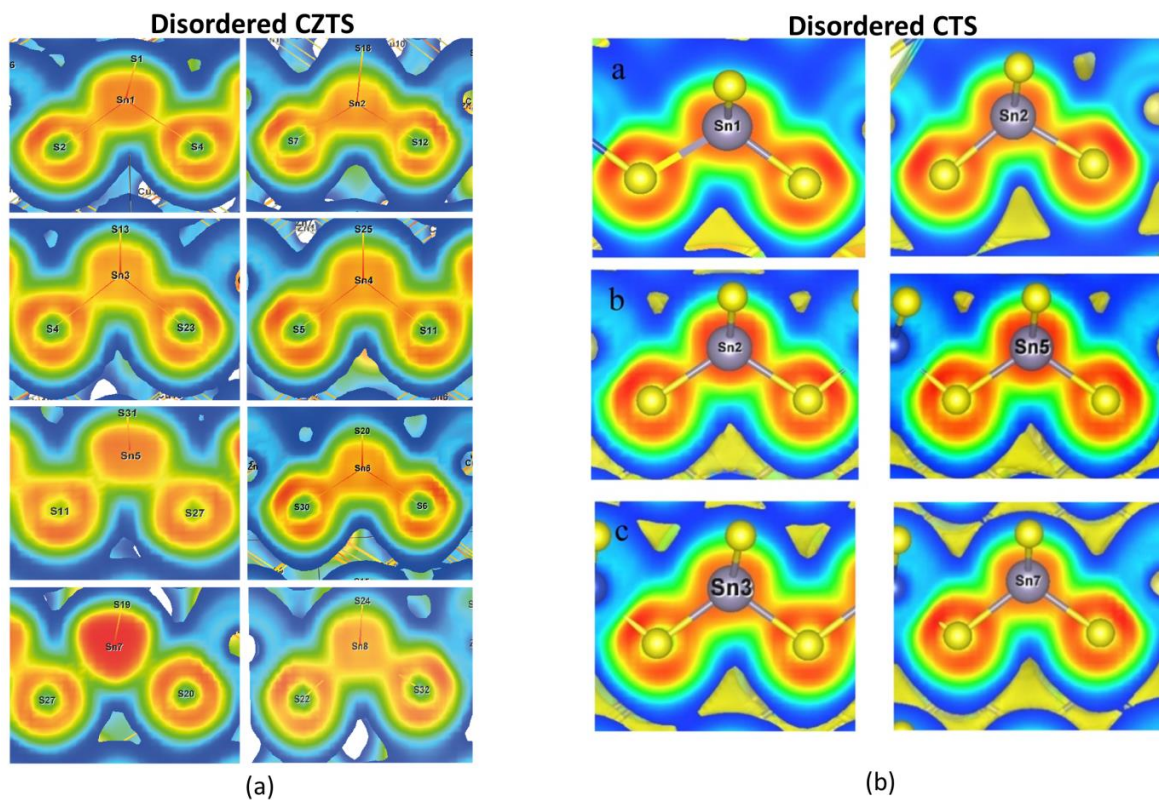 Disordered CZTS
S1
Sn1
S2
S4
S18
Sn2
S7
S12
S13
Sn3
S4
S23
S25
Sn4
S5
S11
S31
Sn5
S11
S27
S20
Sn6
S30
S6
Zn
S19
Sn7
S27
S20
S24
Sn8
S22
S32
(a)
Disordered CTS
a
Sn1
Sn2
b
Sn2
Sn5
c
Sn3
Sn7
(b)